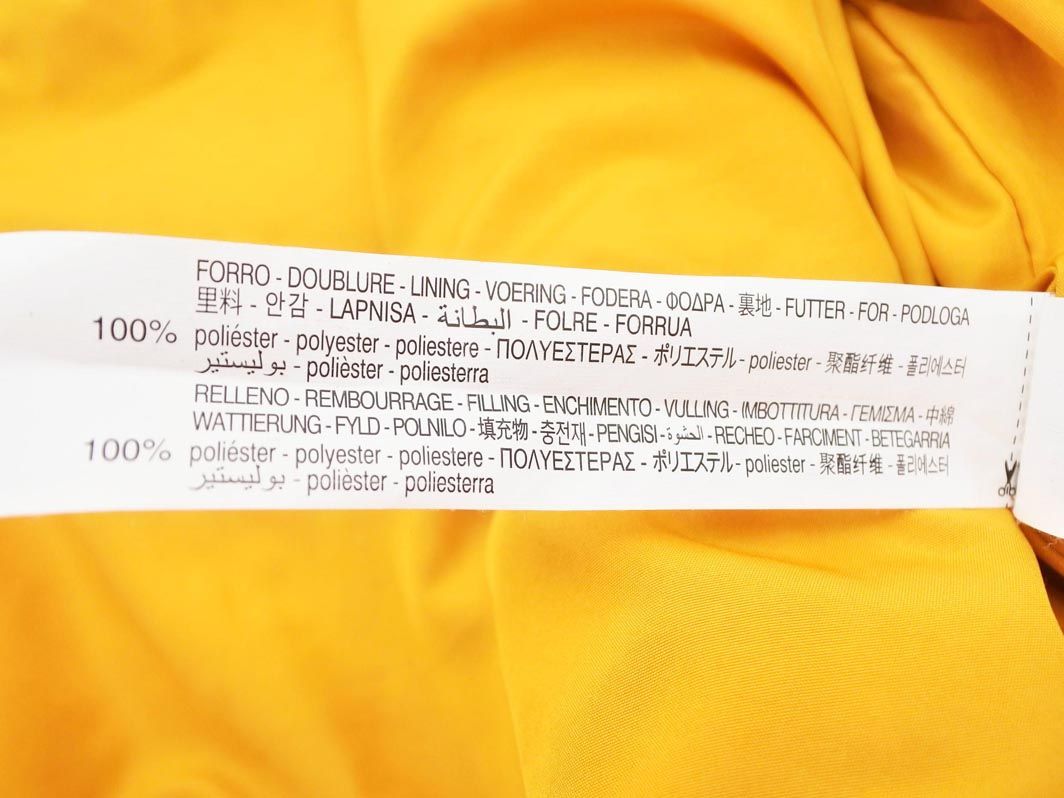 FORRO - DOUBLURE - LINING - VOERING - FODERA - ΦΟΔΡΑ - 裏地 - FUTTER - FOR - PODLOGA
里料 - 안감 - LAPNISA - البطانة - FOLRE - FORRUA
100% poliéster - polyester - poliestere - ΠΟΛΥΕΣΤΕΡΑΣ - ポリエステル - poliester - 聚酯纤维 - 폴리에스터
بوليستير - polièster - poliesterra
RELLENO - REMBOURRAGE - FILLING - ENCHIMENTO - VULLING - IMBOTTITURA - ΓΕΜΙΣΜΑ - 中綿
WATTIERUNG - FYLD - POLNILO - 填充物 - 충전재 - PENGISI - الحشوة - RECHEO - FARCIMENT - BETEGARRIA
100% poliéster - polyester - poliestere - ΠΟΛΥΕΣΤΕΡΑΣ - ポリエステル - poliester - 聚酯纤维 - 폴리에스터
بوليستير - polièster - poliesterra